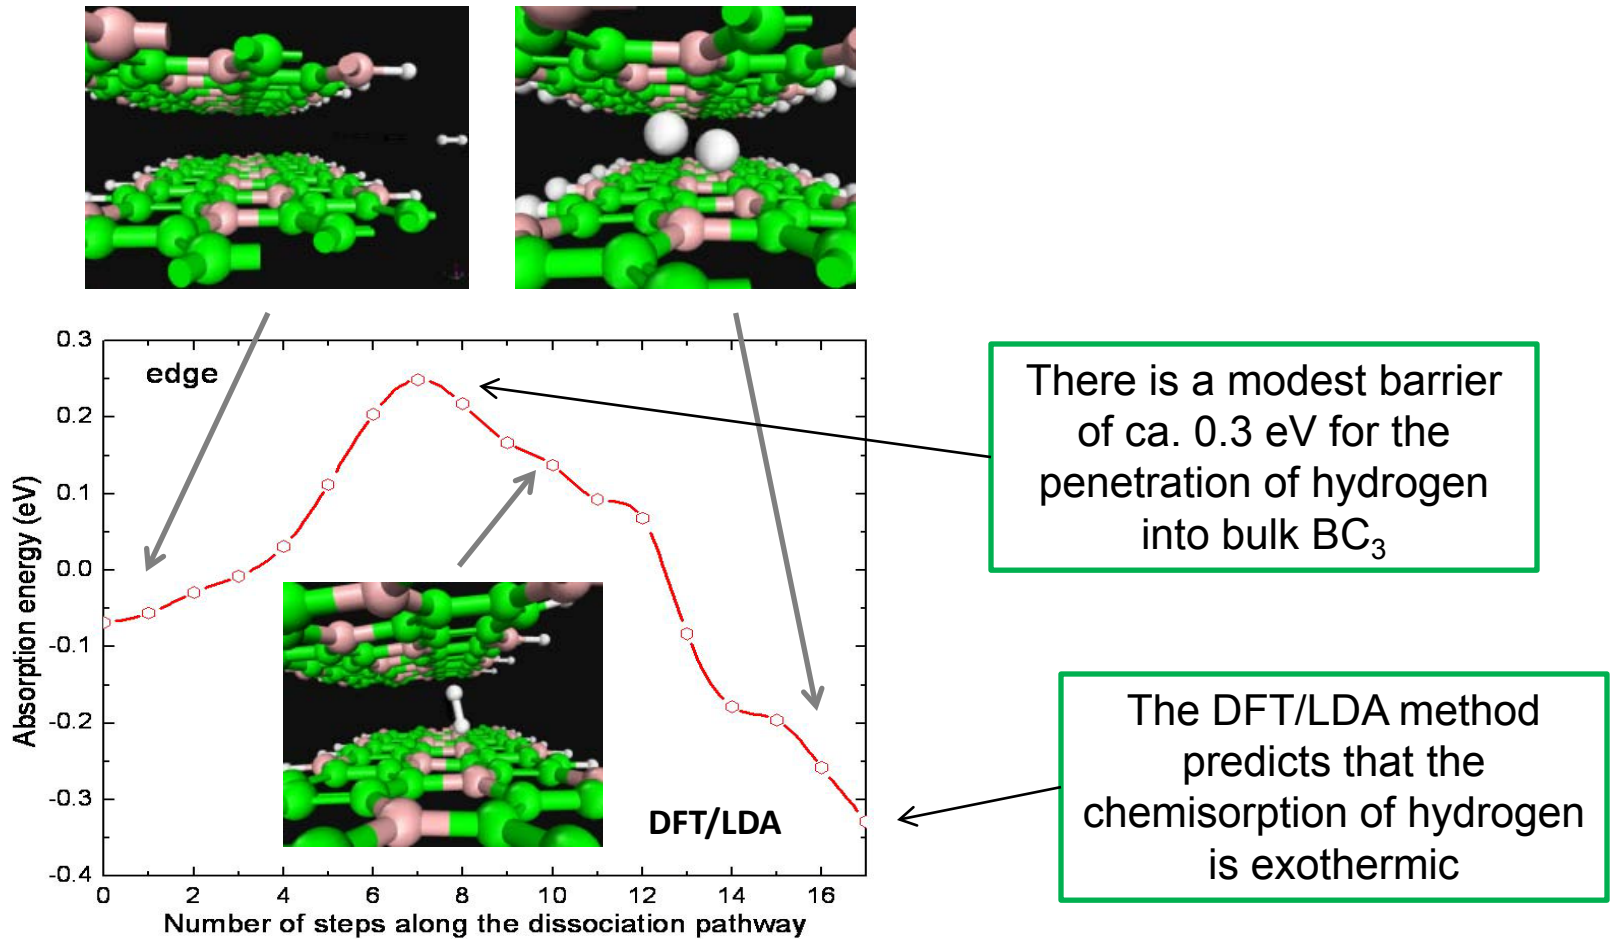 0.3
0.2
0.1
0.0
-0.1
-0.2
-0.3
-0.4
Absorption energy (eV)
edge
DFT/LDA
0 2 4 6 8 10 12 14 16
Number of steps along the dissociation pathway
There is a modest barrier
of ca. 0.3 eV for the
penetration of hydrogen
into bulk BC₃
The DFT/LDA method
predicts that the
chemisorption of hydrogen
is exothermic